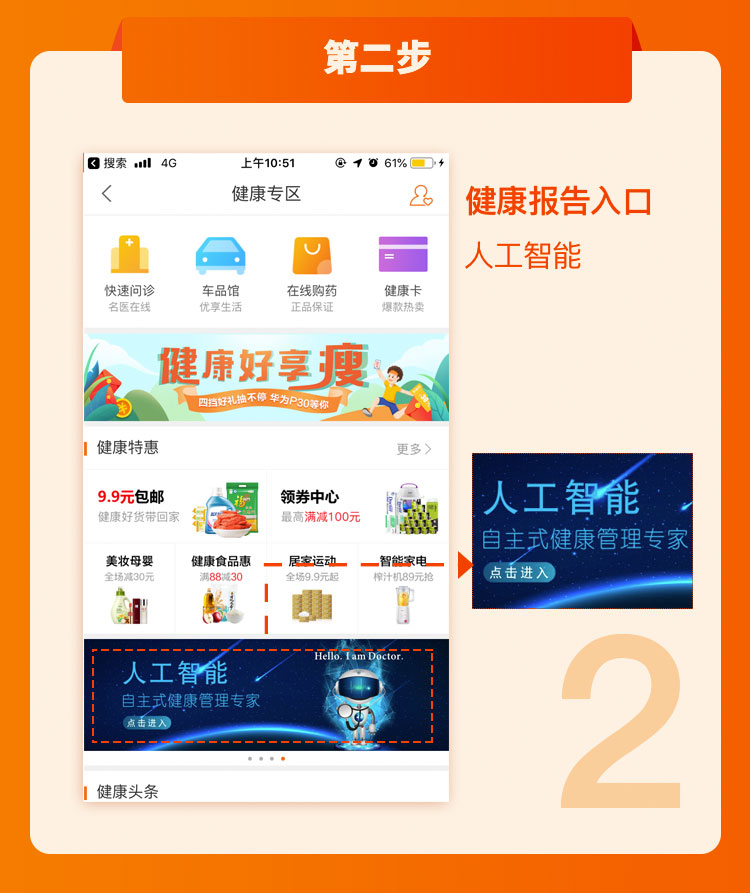 第二步
搜索 4G 上午10:51 61%
健康专区
快速问诊 车品馆 在线购药 健康卡
名医在线 优享生活 正品保证 爆款热卖
健康好享瘦
四挡好礼抽不停 华为P30等你
健康特惠 更多
9.9元包邮 领券中心
健康好货带回家 最高满减100元
美妆母婴 健康食品惠 居家运动 智能家电
全场减30元 满88减30 全场9.9元起 榨汁机89元抢
Hello. I am Doctor.
人工智能
自主式健康管理专家
点击进入
健康头条
健康报告入口
人工智能
人工智能
自主式健康管理专家
点击进入
2